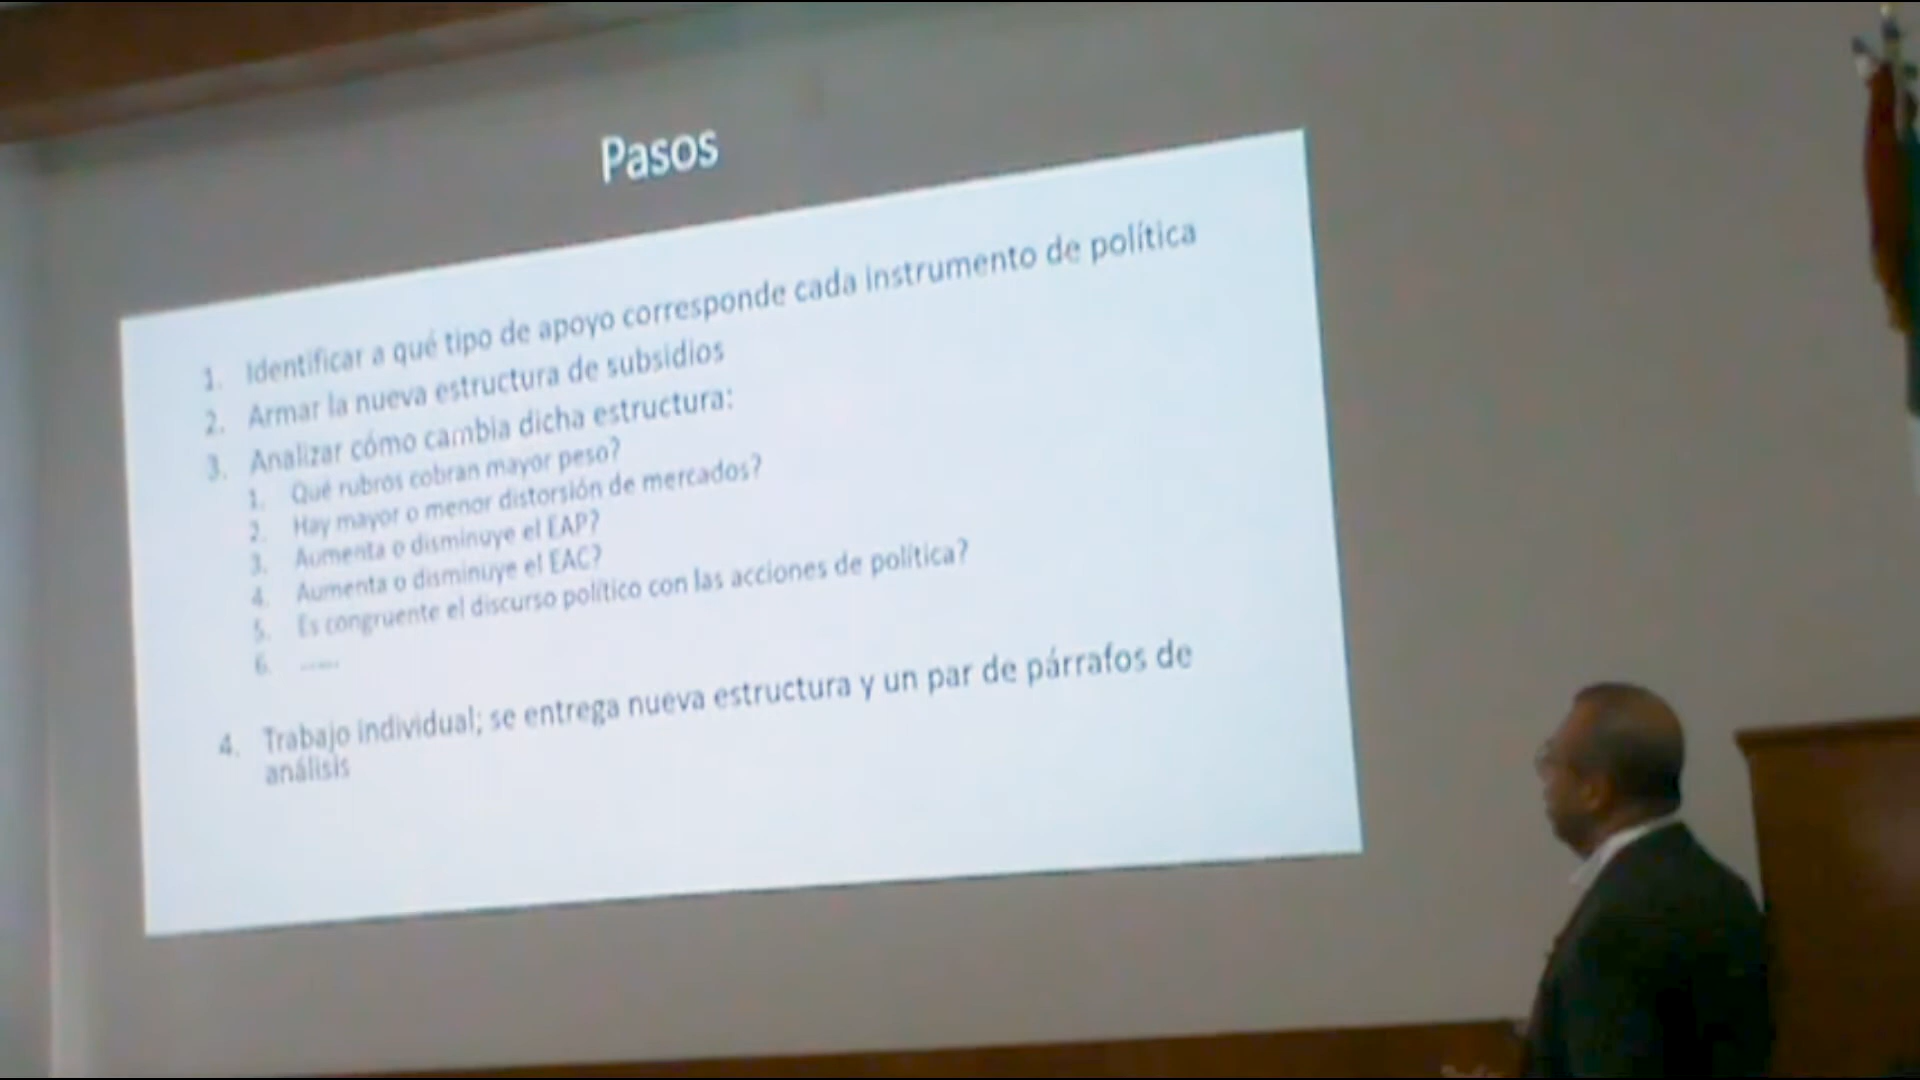 Pasos
1. Identificar a qué tipo de apoyo corresponde cada instrumento de política
2. Armar la nueva estructura de subsidios
3. Analizar cómo cambia dicha estructura:
1. Qué rubros cobran mayor peso?
2. Hay mayor o menor distorsión de mercados?
3. Aumenta o disminuye el EAP?
4. Aumenta o disminuye el EAC?
5. Es congruente el discurso político con las acciones de política?
6. ......
4. Trabajo individual; se entrega nueva estructura y un par de párrafos de
análisis